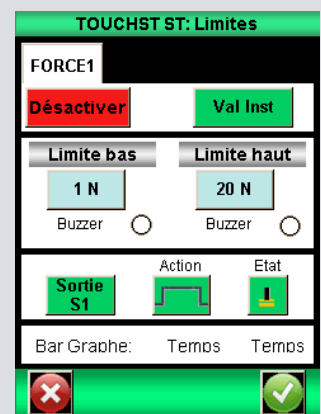 TOUCHST ST: Limites
FORCE1
Désactiver Val Inst
Limite bas Limite haut
1 N 20 N
Buzzer Buzzer
Action Etat
Sortie
S1
Bar Graphe: Temps Temps